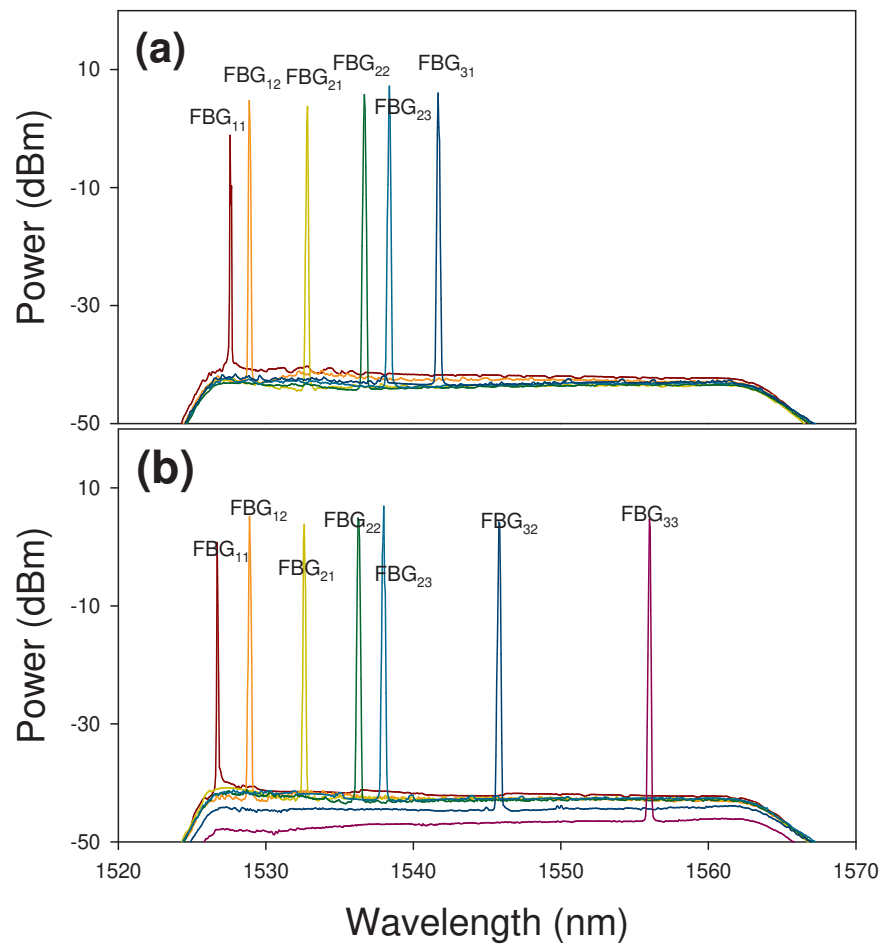 (a)
FBG₁₁
FBG₁₂
FBG₂₁
FBG₂₂
FBG₂₃
FBG₃₁
10
-10
-30
-50
Power (dBm)
(b)
FBG₁₁
FBG₁₂
FBG₂₁
FBG₂₂
FBG₂₃
FBG₃₂
FBG₃₃
10
-10
-30
-50
Power (dBm)
1520 1530 1540 1550 1560 1570
Wavelength (nm)